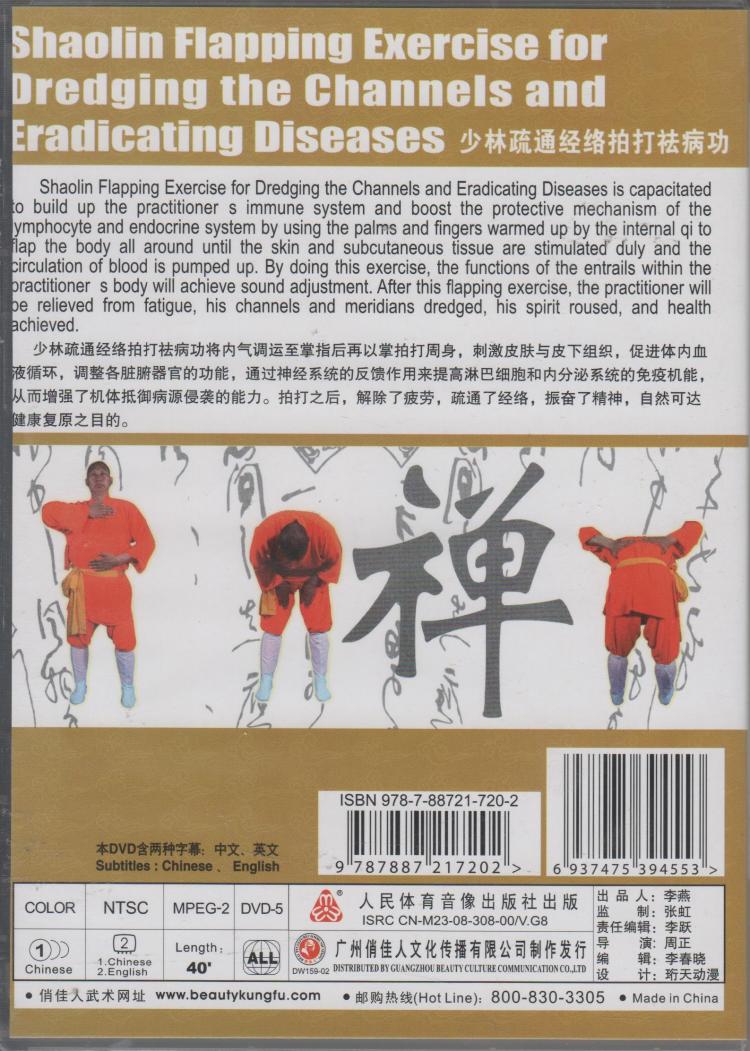 Shaolin Flapping Exercise for
Dredging the Channels and
Eradicating Diseases 少林疏通经络拍打祛病功
Shaolin Flapping Exercise for Dredging the Channels and Eradicating Diseases is capacitated
to build up the practitioner s immune system and boost the protective mechanism of the
lymphocyte and endocrine system by using the palms and fingers warmed up by the internal qi to
flap the body all around until the skin and subcutaneous tissue are stimulated duly and the
circulation of blood is pumped up. By doing this exercise, the functions of the entrails within the
practitioner s body will achieve sound adjustment. After this flapping exercise, the practitioner will
be relieved from fatigue, his channels and meridians dredged, his spirit roused, and health
achieved.
少林疏通经络拍打祛病功将内气调运至掌指后再以掌拍打周身，刺激皮肤与皮下组织，促进体内血
液循环，调整各脏腑器官的功能，通过神经系统的反馈作用来提高淋巴细胞和内分泌系统的免疫机能，
从而增强了机体抵御病源侵袭的能力。拍打之后，解除了疲劳，疏通了经络，振奋了精神，自然可达
健康复原之目的。
禅
ISBN 978-7-88721-720-2
9 787887 217202 >
6 937475 394553 >
本DVD含两种字幕：中文、英文
Subtitles : Chinese 、 English
COLOR NTSC MPEG-2 DVD-5
1 Chinese
2 1.Chinese 2.English
Length: 40'
ALL
人民体育音像出版社出版
ISRC CN-M23-08-308-00/V.G8
DW159-02
广州俏佳人文化传播有限公司制作发行
DISTRIBUTED BY GUANGZHOU BEAUTY CULTURE COMMUNICATION CO.,LTD
出品人：李燕
监制：张虹
责任编辑：李跃
导演：周正
编辑：李春晓
设计：珩天动漫
• 俏佳人武术网址 www.beautykungfu.com • 邮购热线(Hot Line): 800-830-3305 • Made in China